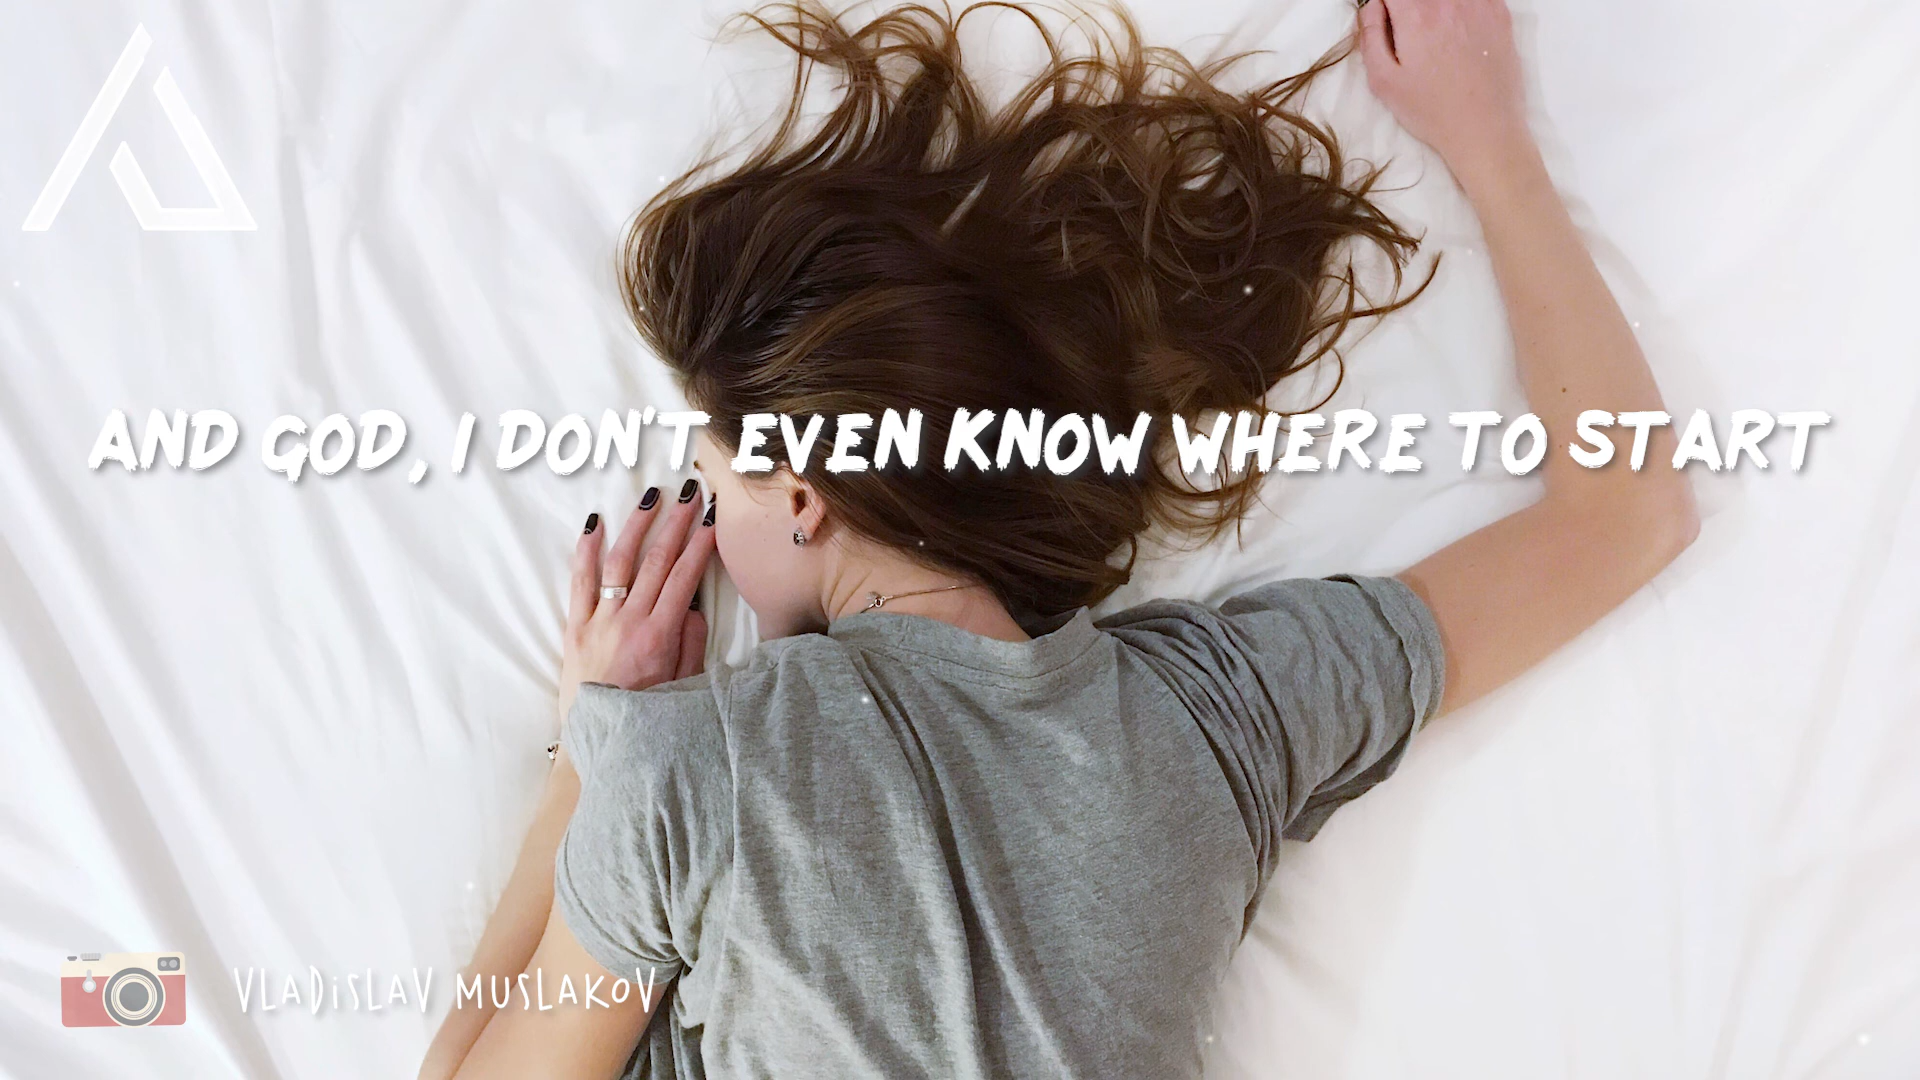 AND GOD, I DON'T EVEN KNOW WHERE TO START
VLADiSLAV MUSLAKOV